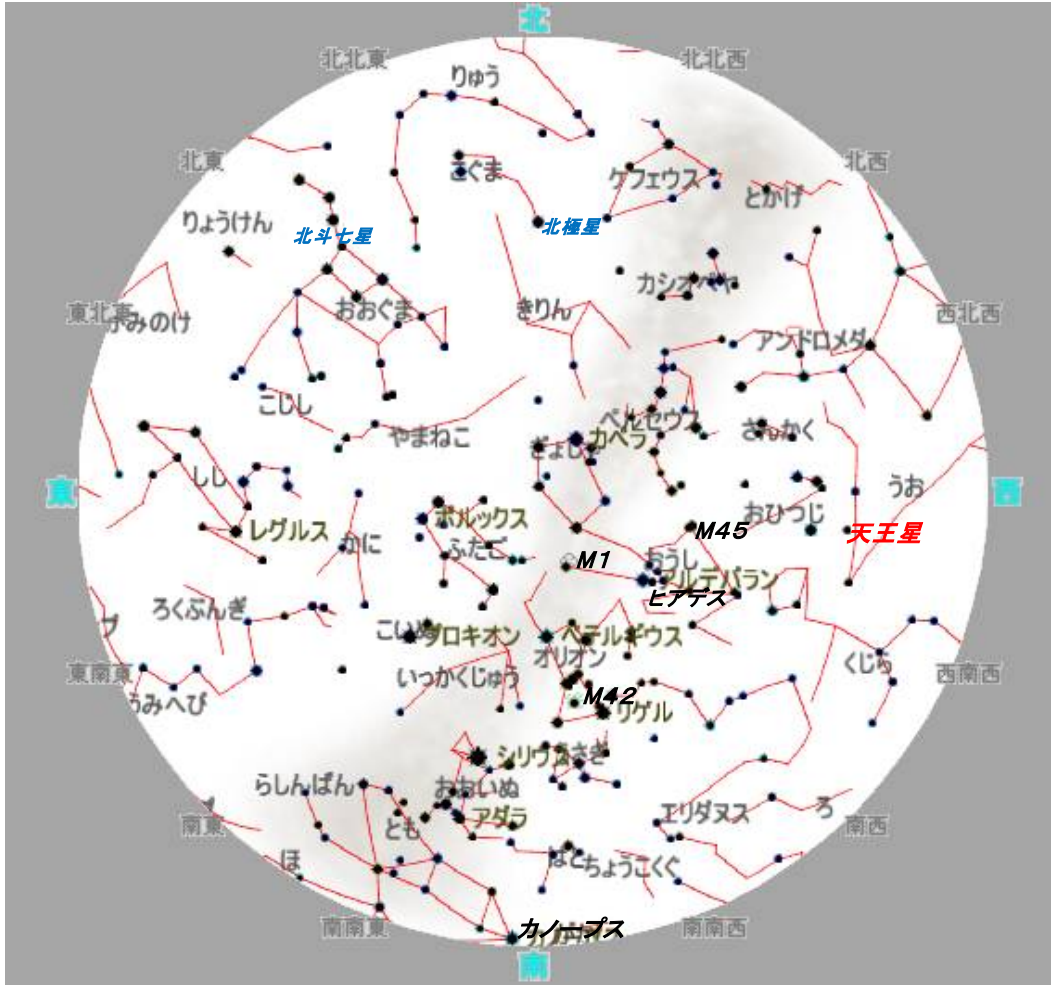 北
北北東
北北西
りゅう
北東
こぐま
ケフェウス
北西
とかげ
りょうけん
北斗七星
北極星
カシオペヤ
東北東
かみのけ
おおぐま
きりん
西北西
アンドロメダ
こじし
やまねこ
ペルセウス
さんかく
ぎょしゃ
カペラ
しし
うお
東
西
レグルス
ポルックス
ふたご
かに
おひつじ
M45
天王星
M1
おうし
アルデバラン
ヒアデス
ろくぶんぎ
こいぬ
プロキオン
ベテルギウス
オリオン
プ
東南東
いっかくじゅう
くじら
西南西
うみへび
M42
リゲル
シリウス
うさぎ
らしんばん
おおいぬ
アダラ
エリダヌス
ろ
南東
とも
南西
ほ
はと
ちょうこくぐ
南南東
カノープス
南南西
南